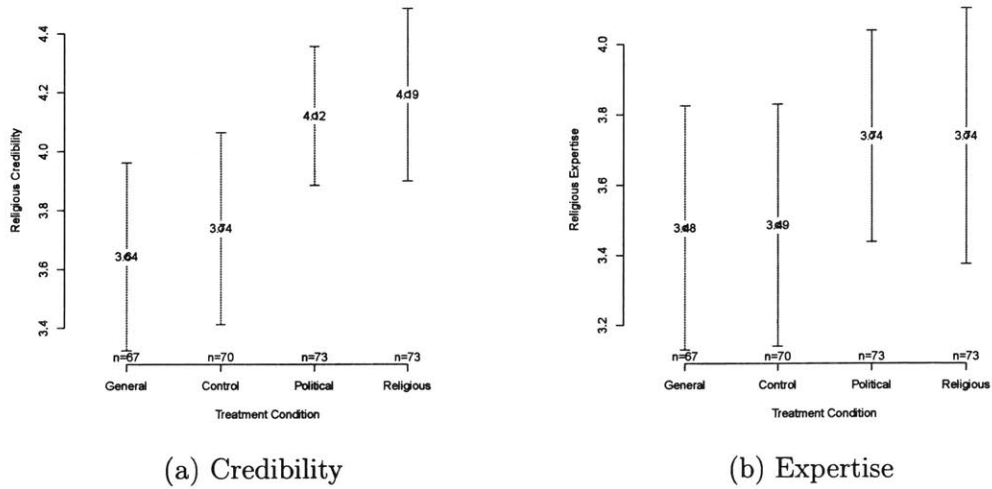 Religious Credibility
4.4
4.2
4.0
3.8
3.6
3.4
3.64
3.74
4.12
4.19
n=67 n=70 n=73 n=73
General Control Political Religious
Treatment Condition
(a) Credibility
Religious Expertise
4.0
3.8
3.6
3.4
3.2
3.48
3.49
3.74
3.74
n=67 n=70 n=73 n=73
General Control Political Religious
Treatment Condition
(b) Expertise